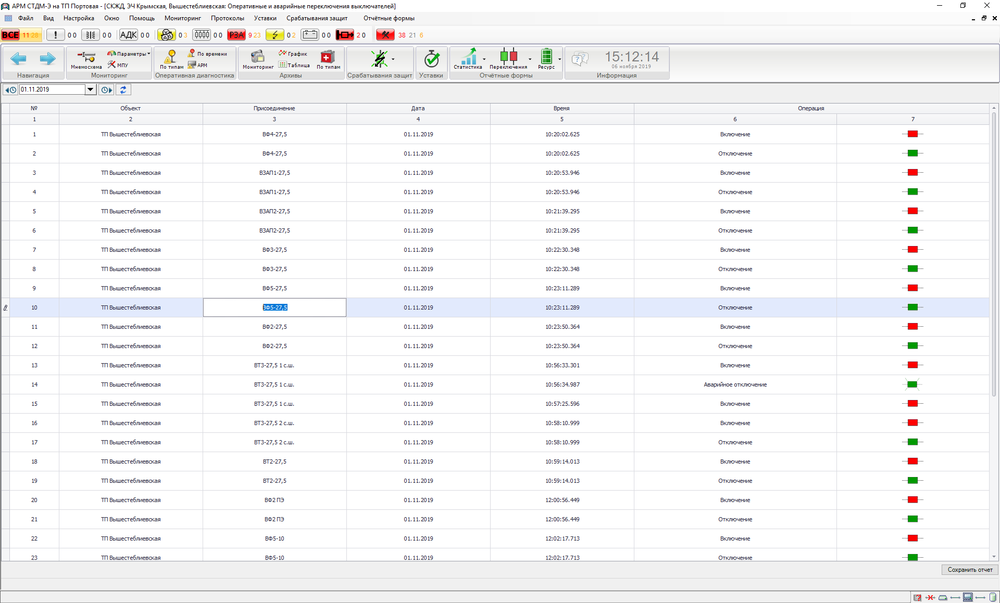 АРМ СТДМ-Э на ТП Портовая - [СКЖД, ЭЧ Крымская, Вышестеблиевская: Оперативные и аварийные переключения выключателей]
Файл Вид Настройка Окно Помощь Мониторинг Протоколы Уставки Срабатывания защит Отчётные формы
ВСЕ 11 28 ! 0 0 0 0 АДК 0 0 0 3 0 0 РЗА 9 23 0 2 0 0 2 0 38 21 6
Мнемосхема Параметры МПУ По типам По времени АРМ Мониторинг График Таблица По типам Статистика Переключения Ресурс 15:12:14
06 ноября 2019
Навигация Мониторинг Оперативная диагностика Архивы Срабатывания защит Уставки Отчётные формы Информация
01.11.2019
№ Объект Присоединение Дата Время Операция
1 2 3 4 5 6 7
1 ТП Вышестеблиевская ВФ4-27,5 01.11.2019 10:20:02.625 Включение
2 ТП Вышестеблиевская ВФ4-27,5 01.11.2019 10:20:02.625 Отключение
3 ТП Вышестеблиевская ВЗАП1-27,5 01.11.2019 10:20:53.946 Включение
4 ТП Вышестеблиевская ВЗАП1-27,5 01.11.2019 10:20:53.946 Отключение
5 ТП Вышестеблиевская ВЗАП2-27,5 01.11.2019 10:21:39.295 Включение
6 ТП Вышестеблиевская ВЗАП2-27,5 01.11.2019 10:21:39.295 Отключение
7 ТП Вышестеблиевская ВФ3-27,5 01.11.2019 10:22:30.348 Включение
8 ТП Вышестеблиевская ВФ3-27,5 01.11.2019 10:22:30.348 Отключение
9 ТП Вышестеблиевская ВФ5-27,5 01.11.2019 10:23:11.289 Включение
10 ТП Вышестеблиевская ВФ5-27,5 01.11.2019 10:23:11.289 Отключение
11 ТП Вышестеблиевская ВФ2-27,5 01.11.2019 10:23:50.364 Включение
12 ТП Вышестеблиевская ВФ2-27,5 01.11.2019 10:23:50.364 Отключение
13 ТП Вышестеблиевская ВТ3-27,5 1 с.ш. 01.11.2019 10:56:33.301 Включение
14 ТП Вышестеблиевская ВТ3-27,5 1 с.ш. 01.11.2019 10:56:34.987 Аварийное отключение
15 ТП Вышестеблиевская ВТ3-27,5 1 с.ш. 01.11.2019 10:57:25.596 Включение
16 ТП Вышестеблиевская ВТ3-27,5 2 с.ш. 01.11.2019 10:58:10.999 Включение
17 ТП Вышестеблиевская ВТ3-27,5 2 с.ш. 01.11.2019 10:58:10.999 Отключение
18 ТП Вышестеблиевская ВТ2-27,5 01.11.2019 10:59:14.013 Включение
19 ТП Вышестеблиевская ВТ2-27,5 01.11.2019 10:59:14.013 Отключение
20 ТП Вышестеблиевская ВФ2 ПЭ 01.11.2019 12:00:56.449 Включение
21 ТП Вышестеблиевская ВФ2 ПЭ 01.11.2019 12:00:56.449 Отключение
22 ТП Вышестеблиевская ВФ5-10 01.11.2019 12:02:17.713 Включение
23 ТП Вышестеблиевская ВФ5-10 01.11.2019 12:02:17.713 Отключение
Сохранить отчет